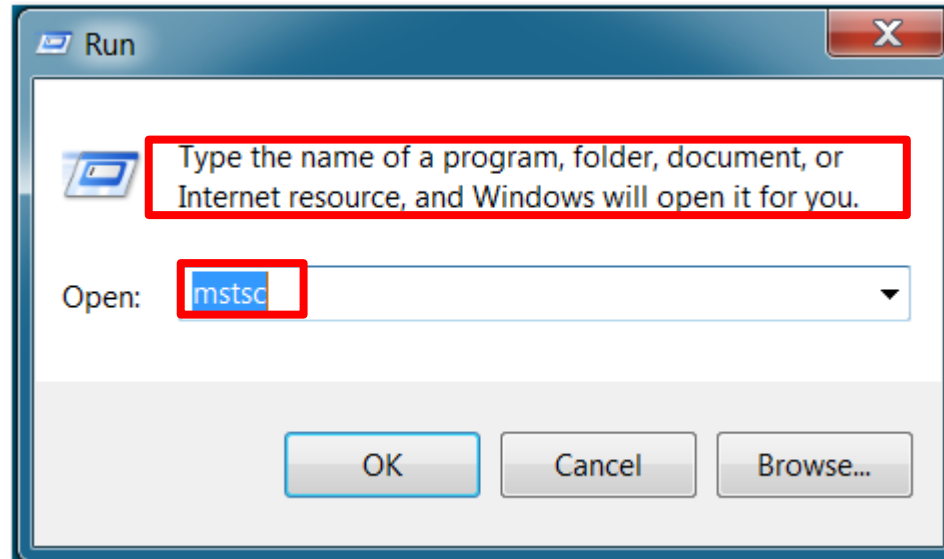 Run
X
Type the name of a program, folder, document, or
Internet resource, and Windows will open it for you.
Open: mstsc
OK Cancel Browse...